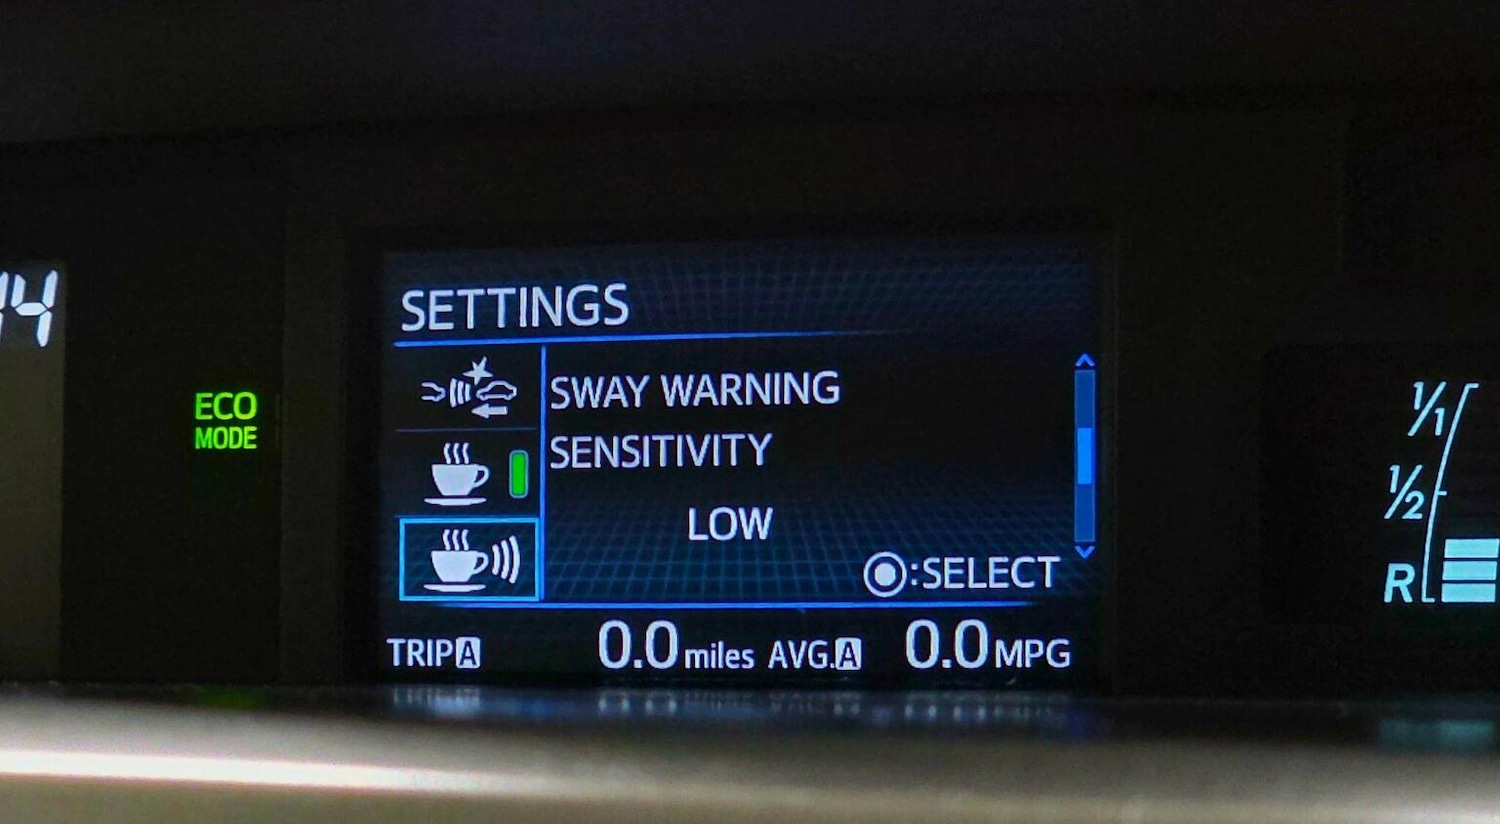 SETTINGS
SWAY WARNING
SENSITIVITY
LOW
:SELECT
TRIP A 0.0 miles AVG. A 0.0 MPG
ECO
MODE
1/1
1/2
R